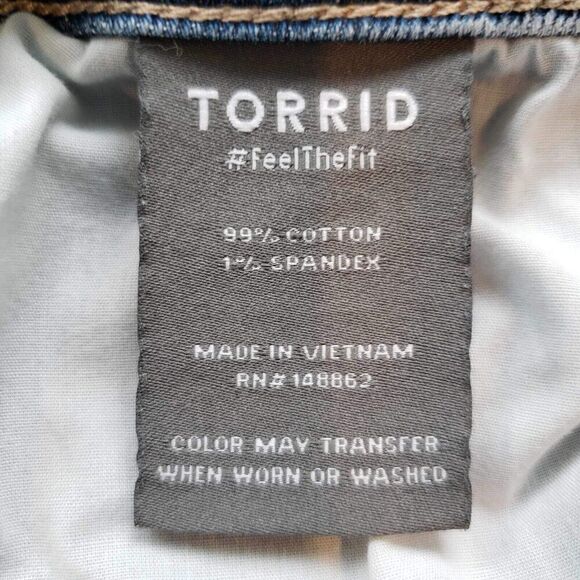 TORRID
#FeelTheFit
99% COTTON
1% SPANDEX
MADE IN VIETNAM
RN# 148862
COLOR MAY TRANSFER
WHEN WORN OR WASHED